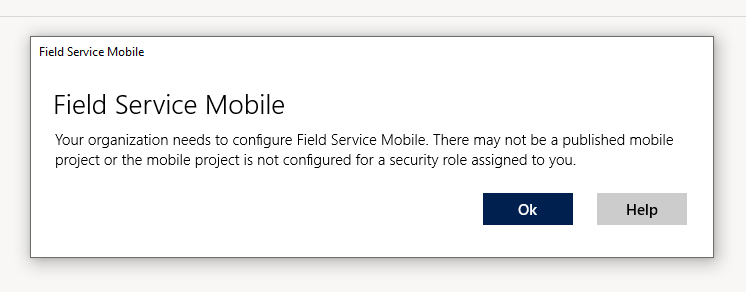 Field Service Mobile
Field Service Mobile
Your organization needs to configure Field Service Mobile. There may not be a published mobile
project or the mobile project is not configured for a security role assigned to you.
Ok
Help